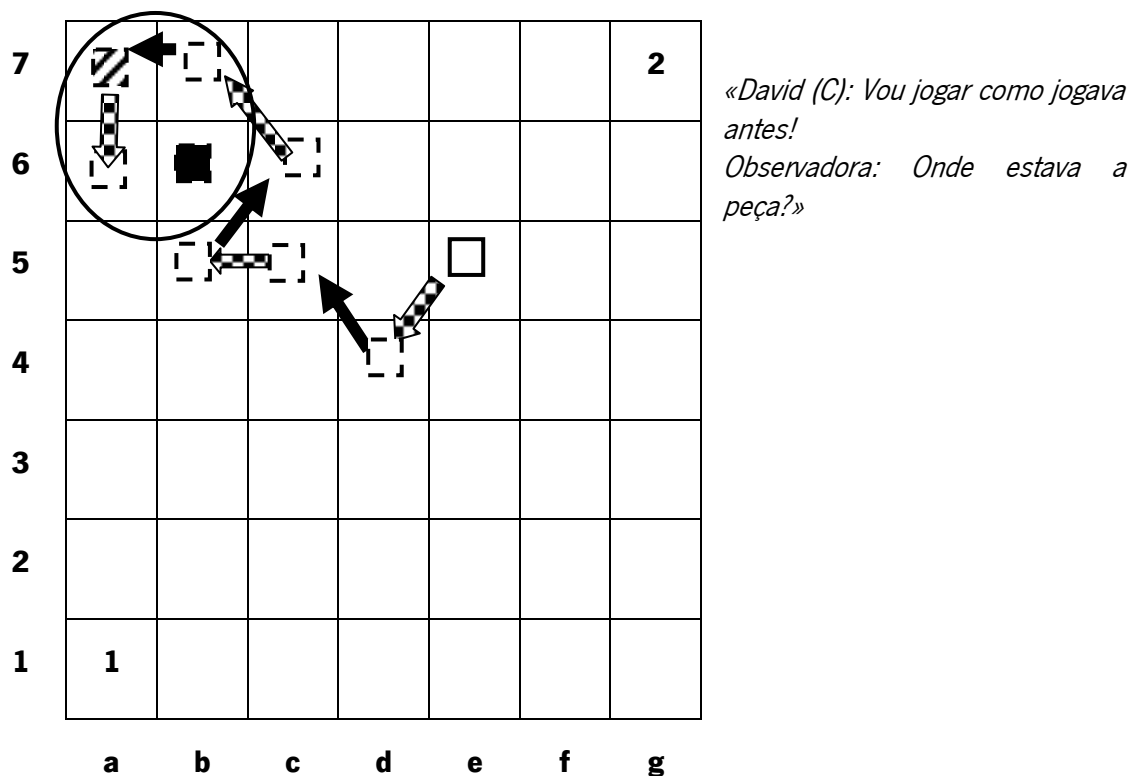 7 2
«David (C): Vou jogar como jogava
antes!
6
Observadora: Onde estava a
peça?»
5
4
3
2
1 1
a b c d e f g